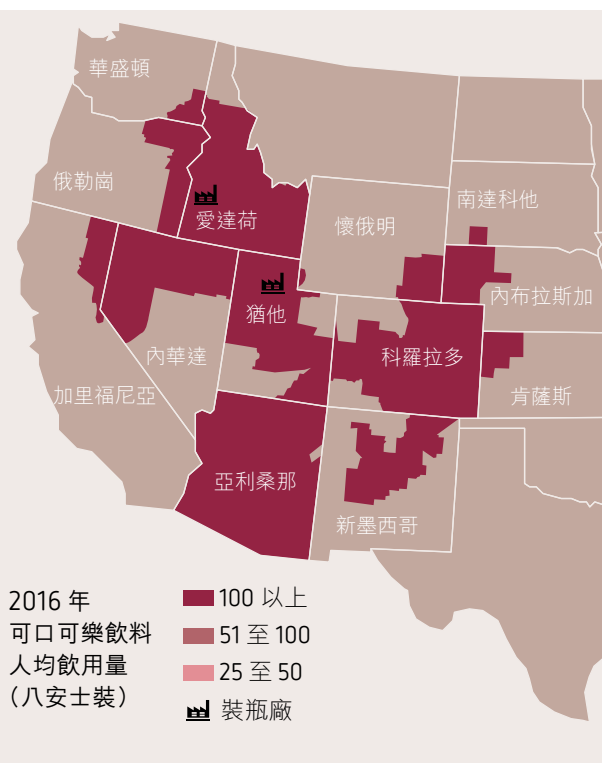 華盛頓
俄勒崗
愛達荷
懷俄明
南達科他
內布拉斯加
猶他
內華達
科羅拉多
加里福尼亞
肯薩斯
亞利桑那
新墨西哥
2016 年
可口可樂飲料
人均飲用量
（八安士裝）
100 以上
51 至 100
25 至 50
裝瓶廠